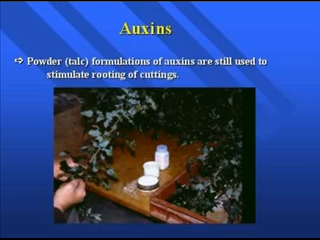 Auxins
➪ Powder (talc) formulations of auxins are still used to
stimulate rooting of cuttings.